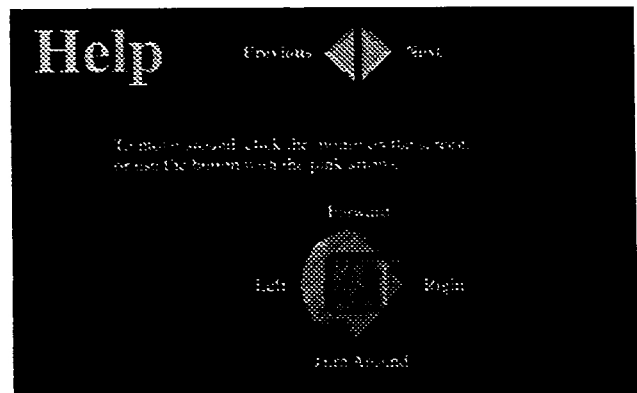 Help
Previous Next
To move around, click the mouse on the screen,
or use the button with the pink arrows.
Forward
Left Right
Turn Around